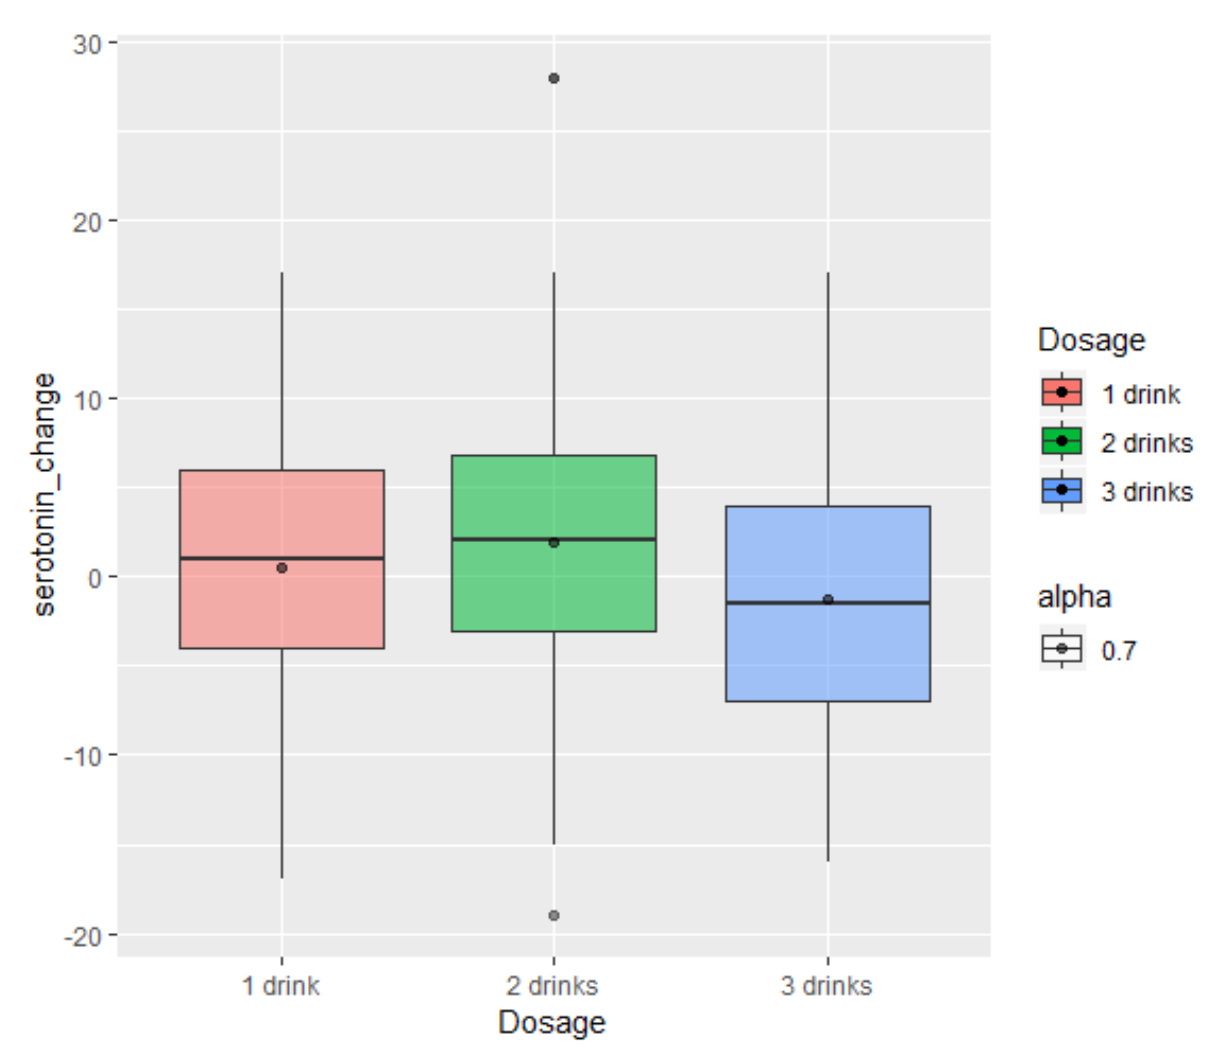 30
20
10
0
-10
-20
serotonin_change
1 drink
2 drinks
3 drinks
Dosage
Dosage
1 drink
2 drinks
3 drinks
alpha
0.7